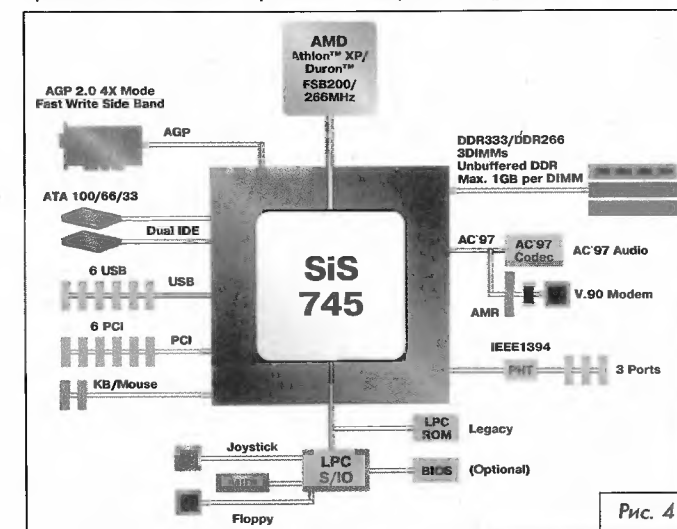 AMD
Athlon™ XP/
Duron™
FSB200/
266MHz
AGP 2.0 4X Mode
Fast Write Side Band
AGP
DDR333/DDR266
3DIMMs
Unbuffered DDR
Max. 1GB per DIMM
ATA 100/66/33
Dual IDE
SiS
745
AC'97
AC'97
Codec
AC'97 Audio
6 USB
USB
AMR
V.90 Modem
6 PCI
PCI
IEEE1394
3 Ports
KB/Mouse
LPC
ROM
Legacy
Joystick
LPC
S/IO
BIOS
(Optional)
Floppy
Рис. 4